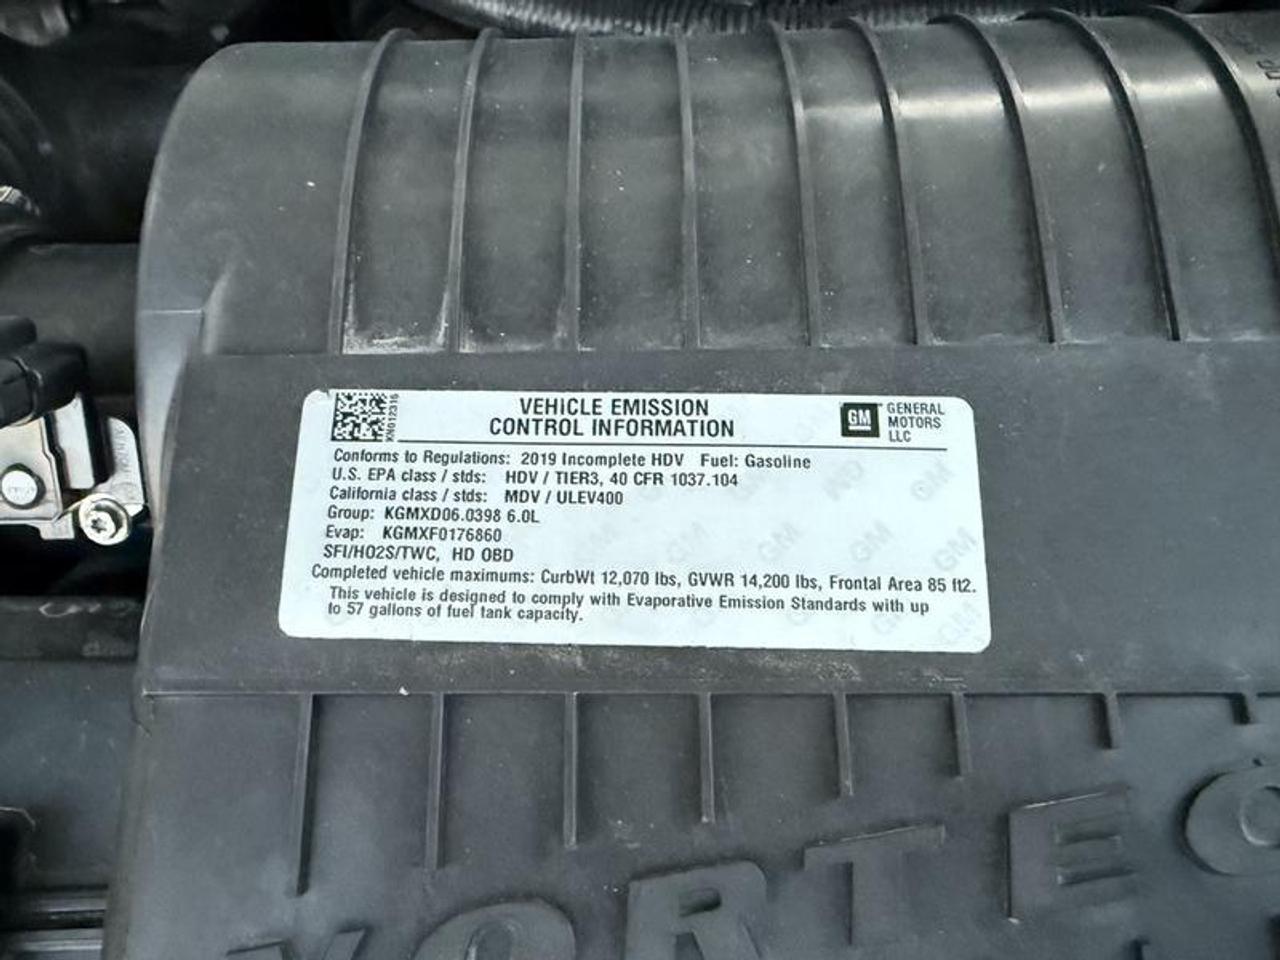 VEHICLE EMISSION
CONTROL INFORMATION
GM GENERAL
MOTORS
LLC
KN012315
Conforms to Regulations: 2019 Incomplete HDV Fuel: Gasoline
U.S. EPA class / stds: HDV / TIER3, 40 CFR 1037.104
California class / stds: MDV / ULEV400
Group: KGMXD06.0398 6.0L
Evap: KGMXF0176860
SFI/HO2S/TWC, HD OBD
Completed vehicle maximums: CurbWt 12,070 lbs, GVWR 14,200 lbs, Frontal Area 85 ft2.
This vehicle is designed to comply with Evaporative Emission Standards with up
to 57 gallons of fuel tank capacity.
VORTEC